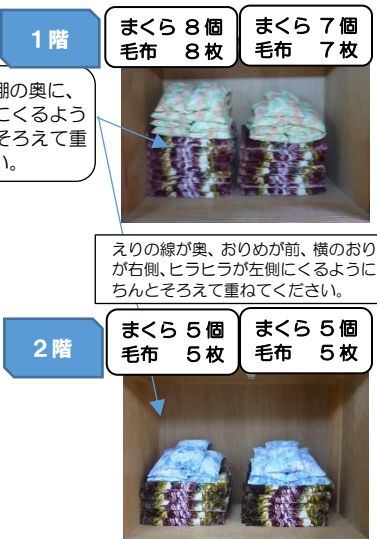 1階
まくら 8個
毛布 8枚
まくら 7個
毛布 7枚
棚の奥に、
にくるよう
そろえて重
い。
えりの線が奥、おりめが前、横のおり
が右側、ヒラヒラが左側にくるように
ちんとそろえて重ねてください。
2階
まくら 5個
毛布 5枚
まくら 5個
毛布 5枚